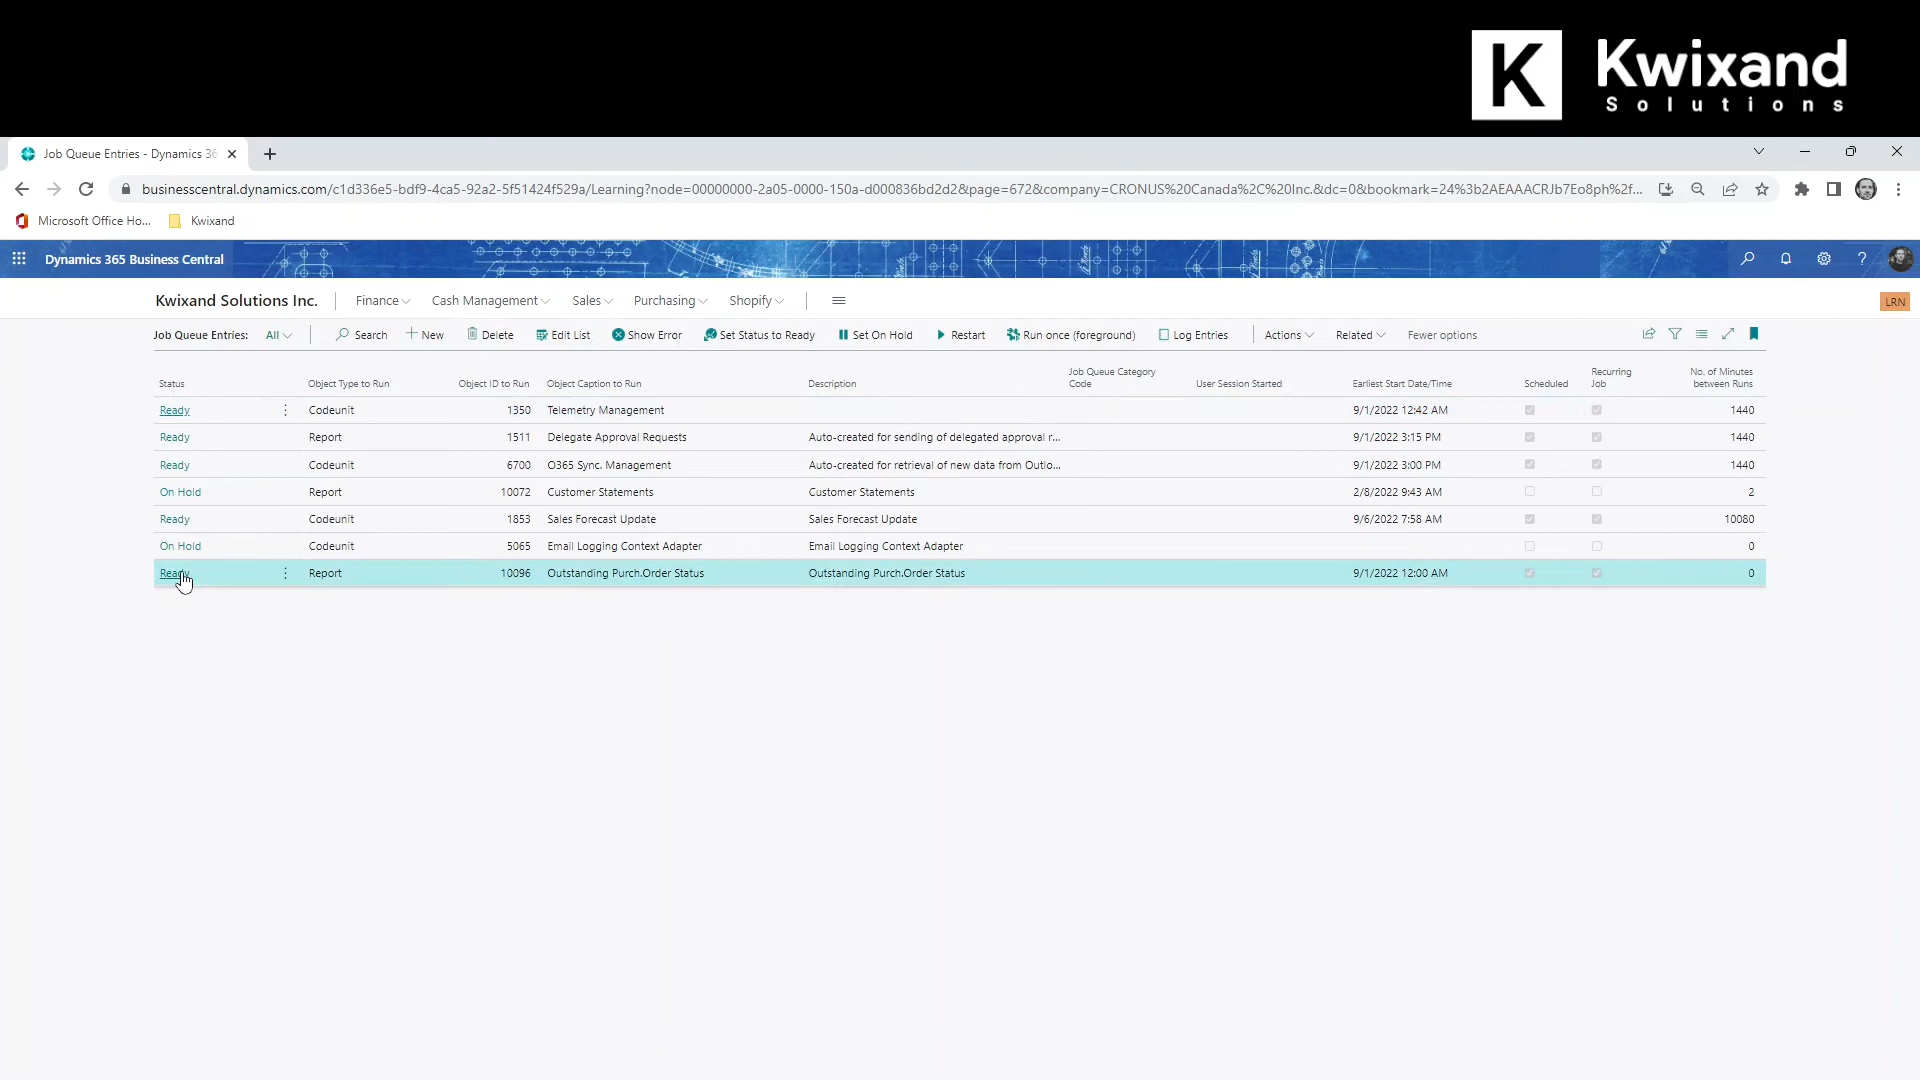 K Kwixand
Solutions
Job Queue Entries - Dynamics 36
businesscentral.dynamics.com/c1d336e5-bdf9-4ca5-92a2-5f51424f529a/Learning?node=00000000-2a05-0000-150a-d000836bd2d2&page=672&company=CRONUS%20Canada%2C%20Inc.&dc=0&bookmark=24%3b2AEAAACRJb7Eo8ph%2f...
Microsoft Office Ho... Kwixand
Dynamics 365 Business Central ?
Kwixand Solutions Inc. Finance Cash Management Sales Purchasing Shopify LRN
Job Queue Entries: All Search New Delete Edit List Show Error Set Status to Ready Set On Hold Restart Run once (foreground) Log Entries Actions Related Fewer options
Status Object Type to Run Object ID to Run Object Caption to Run Description Job Queue Category Code User Session Started Earliest Start Date/Time Scheduled Recurring Job No. of Minutes between Runs
Ready Codeunit 1350 Telemetry Management 9/1/2022 12:42 AM 1440
Ready Report 1511 Delegate Approval Requests Auto-created for sending of delegated approval r... 9/1/2022 3:15 PM 1440
Ready Codeunit 6700 O365 Sync. Management Auto-created for retrieval of new data from Outlo... 9/1/2022 3:00 PM 1440
On Hold Report 10072 Customer Statements Customer Statements 2/8/2022 9:43 AM 2
Ready Codeunit 1853 Sales Forecast Update Sales Forecast Update 9/6/2022 7:58 AM 10080
On Hold Codeunit 5065 Email Logging Context Adapter Email Logging Context Adapter 0
Ready Report 10096 Outstanding Purch.Order Status Outstanding Purch.Order Status 9/1/2022 12:00 AM 0